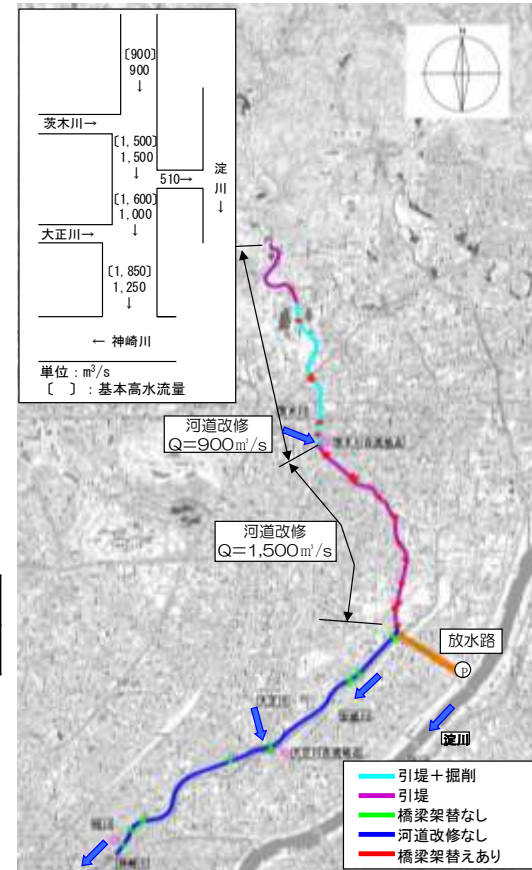 N
[900]
900
↓
茨木川→
[1,500]
1,500
↓
510→
淀川
↓
[1,600]
1,000
↓
大正川→
[1,850]
1,250
↓
← 神崎川
単位:m³/s
〔 〕:基本高水流量
河道改修
Q=900㎥/s
河道改修
Q=1,500㎥/s
放水路
P
淀川
引堤+掘削
引堤
橋梁架替なし
河道改修なし
橋梁架替えあり